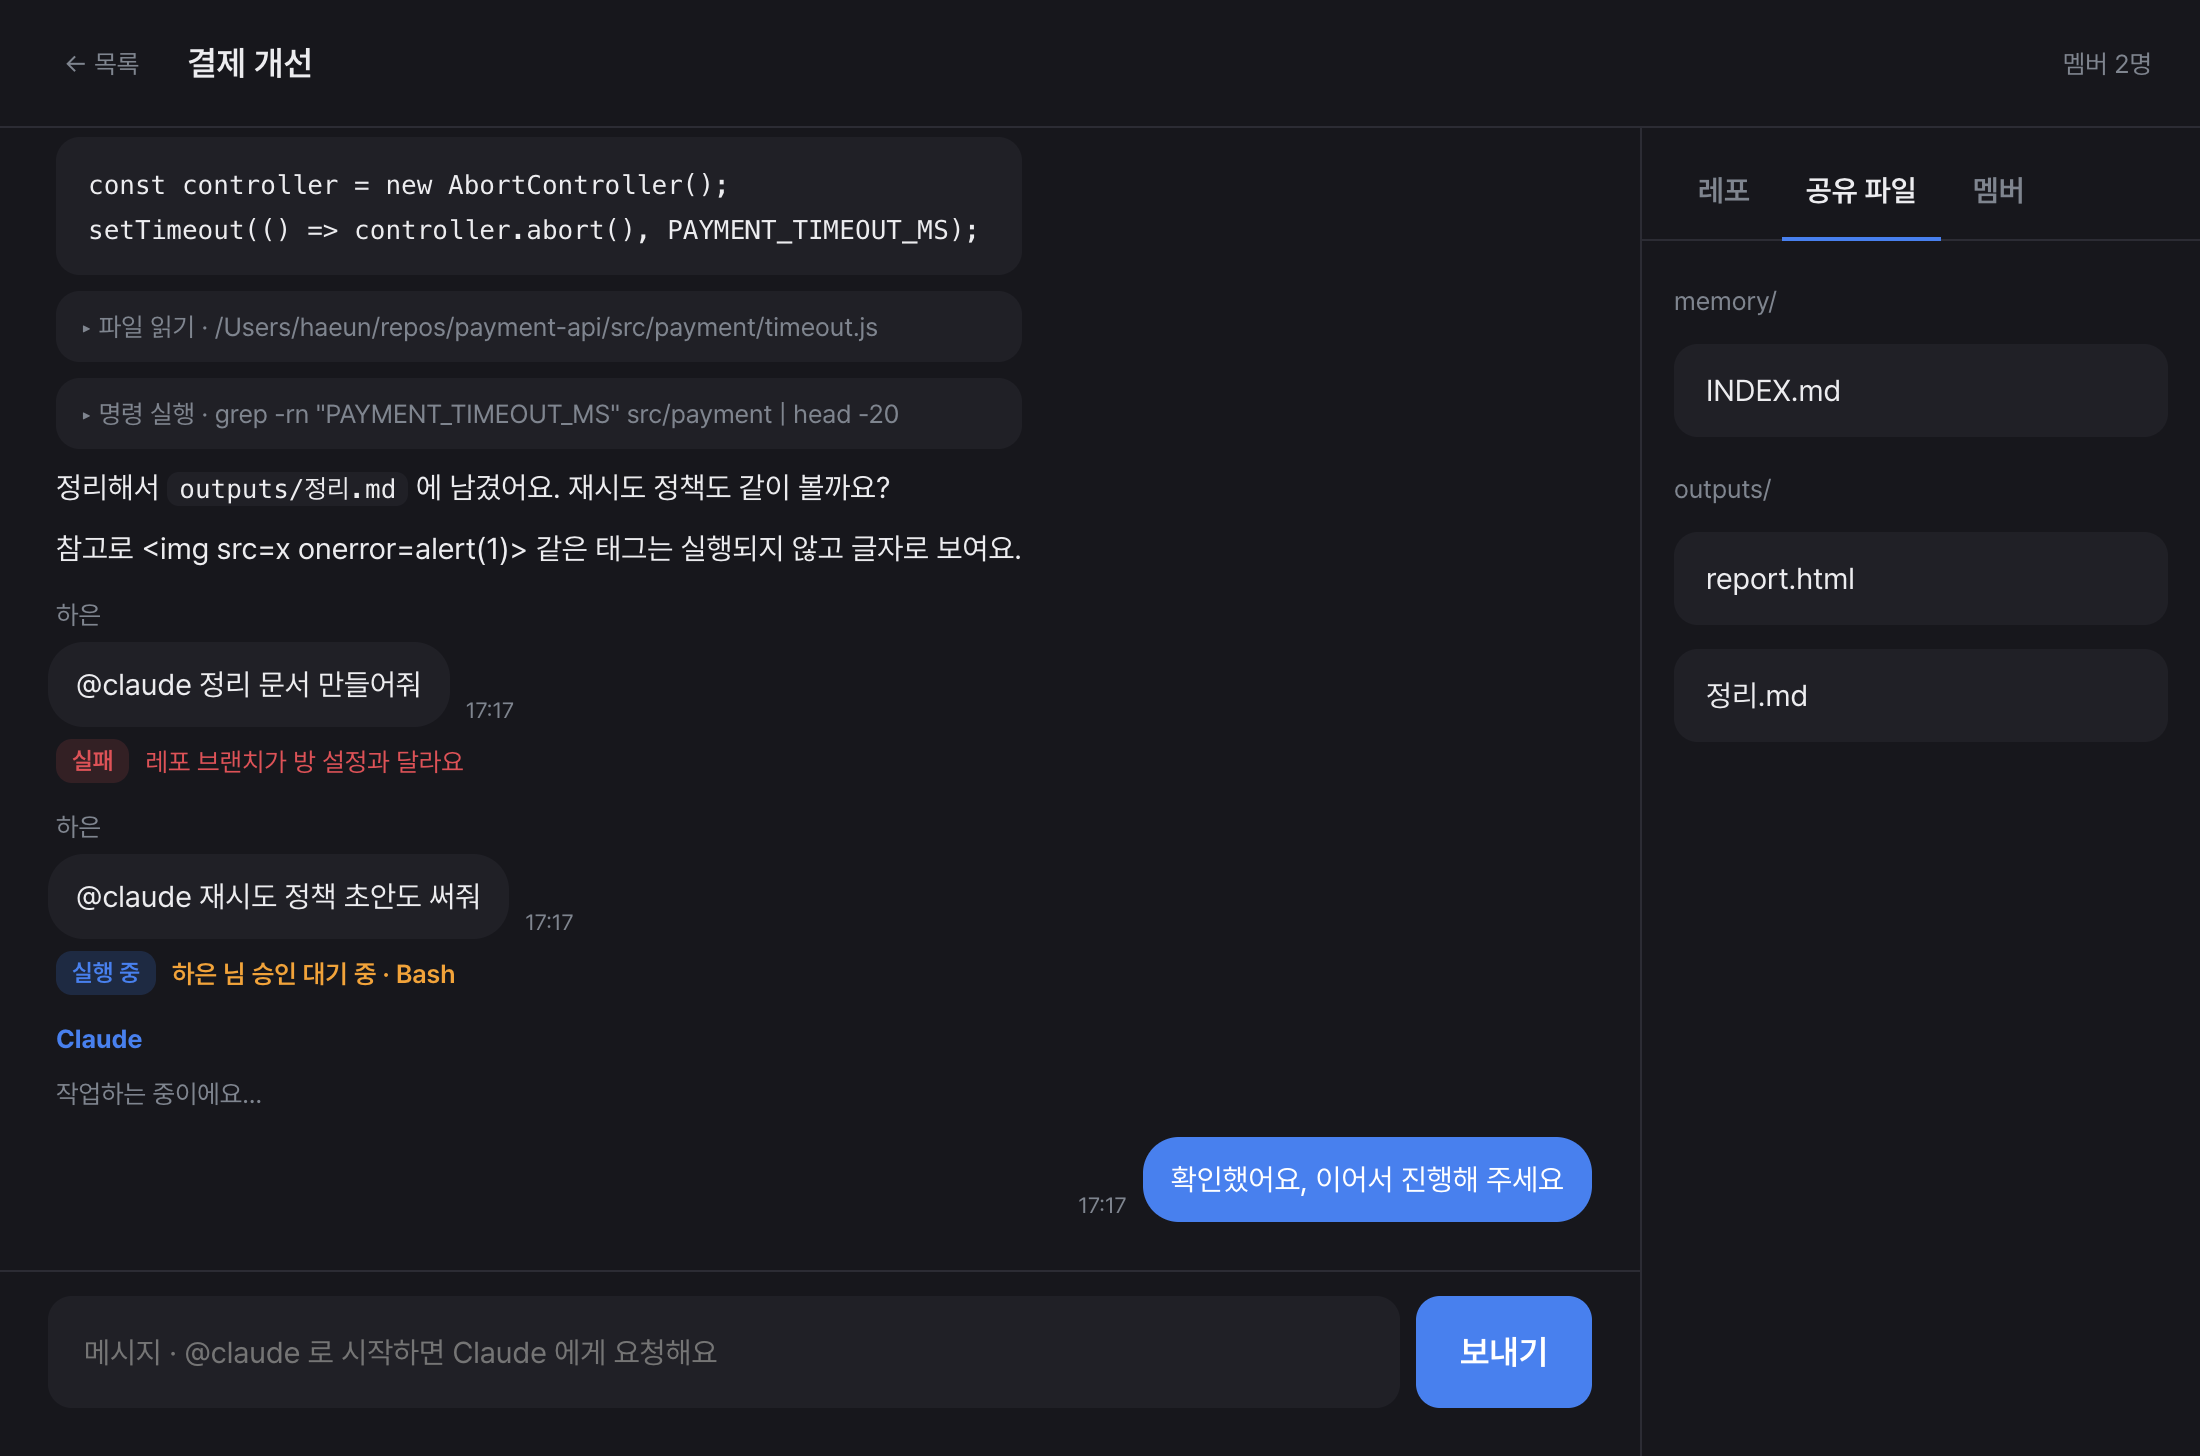 ← 목록
결제 개선
멤버 2명
const controller = new AbortController();
setTimeout(() => controller.abort(), PAYMENT_TIMEOUT_MS);
▸ 파일 읽기 · /Users/haeun/repos/payment-api/src/payment/timeout.js
▸ 명령 실행 · grep -rn "PAYMENT_TIMEOUT_MS" src/payment | head -20
정리해서 outputs/정리.md 에 남겼어요. 재시도 정책도 같이 볼까요?
참고로 <img src=x onerror=alert(1)> 같은 태그는 실행되지 않고 글자로 보여요.
하은
@claude 정리 문서 만들어줘
17:17
실패 레포 브랜치가 방 설정과 달라요
하은
@claude 재시도 정책 초안도 써줘
17:17
실행 중 하은 님 승인 대기 중 · Bash
Claude
작업하는 중이에요...
확인했어요, 이어서 진행해 주세요
17:17
메시지 · @claude 로 시작하면 Claude 에게 요청해요
보내기
레포 공유 파일 멤버
memory/
INDEX.md
outputs/
report.html
정리.md